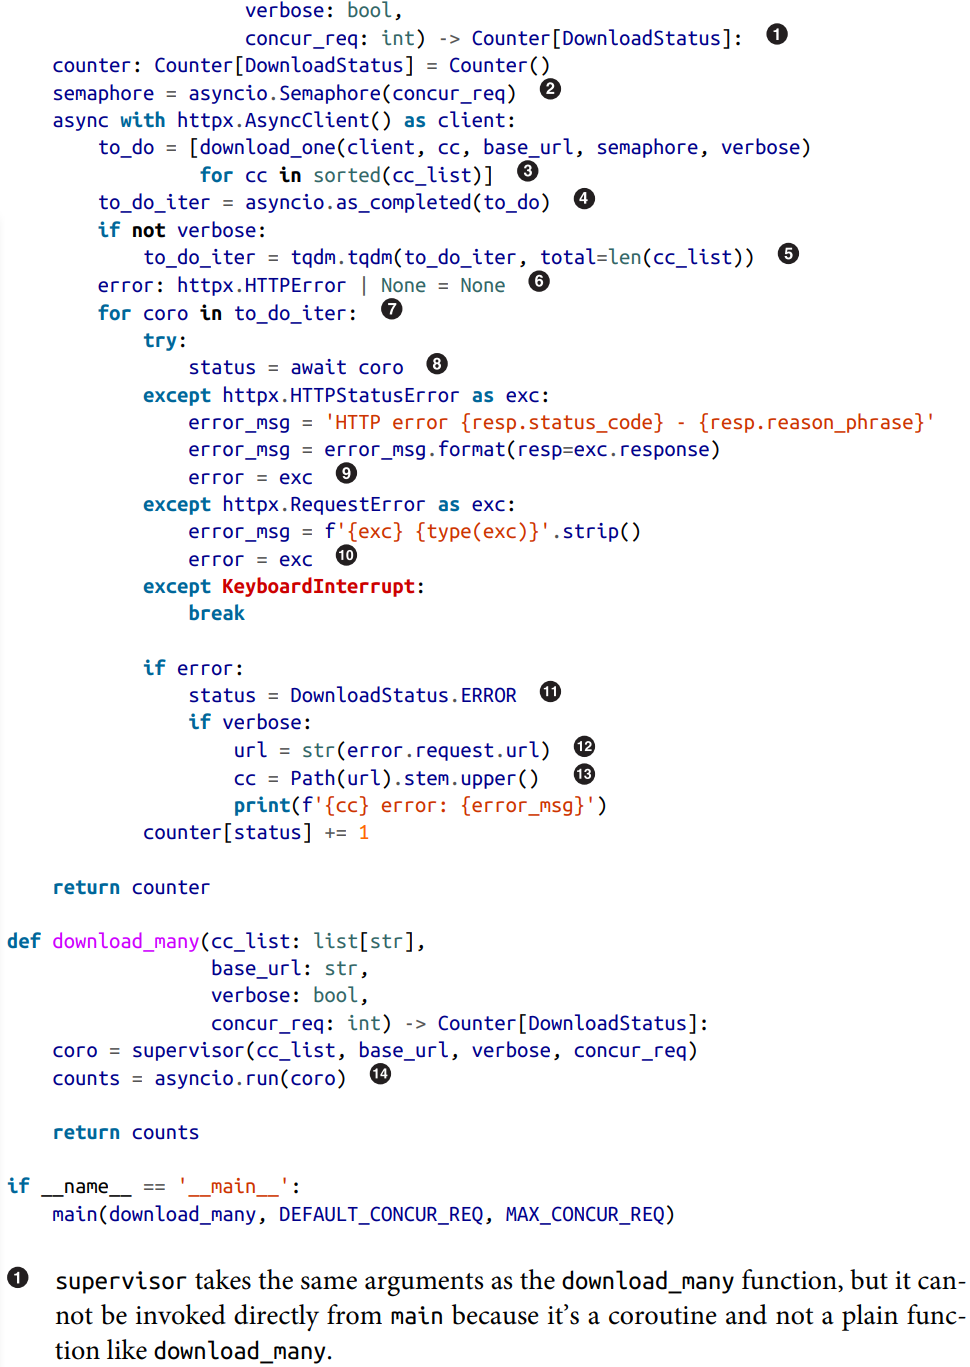 verbose: bool,
                     concur_req: int) -> Counter[DownloadStatus]:  ❶
    counter: Counter[DownloadStatus] = Counter()
    semaphore = asyncio.Semaphore(concur_req)  ❷
    async with httpx.AsyncClient() as client:
        to_do = [download_one(client, cc, base_url, semaphore, verbose)
                 for cc in sorted(cc_list)]  ❸
        to_do_iter = asyncio.as_completed(to_do)  ❹
        if not verbose:
            to_do_iter = tqdm.tqdm(to_do_iter, total=len(cc_list))  ❺
        error: httpx.HTTPError | None = None  ❻
        for coro in to_do_iter:  ❼
            try:
                status = await coro  ❽
            except httpx.HTTPStatusError as exc:
                error_msg = 'HTTP error {resp.status_code} - {resp.reason_phrase}'
                error_msg = error_msg.format(resp=exc.response)
                error = exc  ❾
            except httpx.RequestError as exc:
                error_msg = f'{exc} {type(exc)}'.strip()
                error = exc  ❿
            except KeyboardInterrupt:
                break

            if error:
                status = DownloadStatus.ERROR  ⓫
                if verbose:
                    url = str(error.request.url)  ⓬
                    cc = Path(url).stem.upper()   ⓭
                    print(f'{cc} error: {error_msg}')
            counter[status] += 1

    return counter

def download_many(cc_list: list[str],
                  base_url: str,
                  verbose: bool,
                  concur_req: int) -> Counter[DownloadStatus]:
    coro = supervisor(cc_list, base_url, verbose, concur_req)
    counts = asyncio.run(coro)  ⓮

    return counts

if __name__ == '__main__':
    main(download_many, DEFAULT_CONCUR_REQ, MAX_CONCUR_REQ)

❶ supervisor takes the same arguments as the download_many function, but it can-
not be invoked directly from main because it's a coroutine and not a plain func-
tion like download_many.